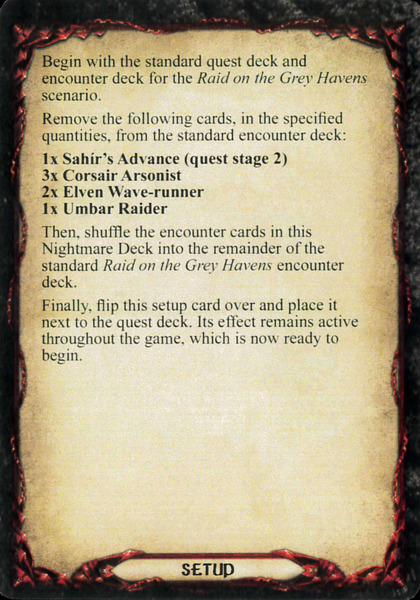 Begin with the standard quest deck and
encounter deck for the Raid on the Grey Havens
scenario.
Remove the following cards, in the specified
quantities, from the standard encounter deck:
1x Sahír's Advance (quest stage 2)
3x Corsair Arsonist
2x Elven Wave-runner
1x Umbar Raider
Then, shuffle the encounter cards in this
Nightmare Deck into the remainder of the
standard Raid on the Grey Havens encounter
deck.
Finally, flip this setup card over and place it
next to the quest deck. Its effect remains active
throughout the game, which is now ready to
begin.
SETUP